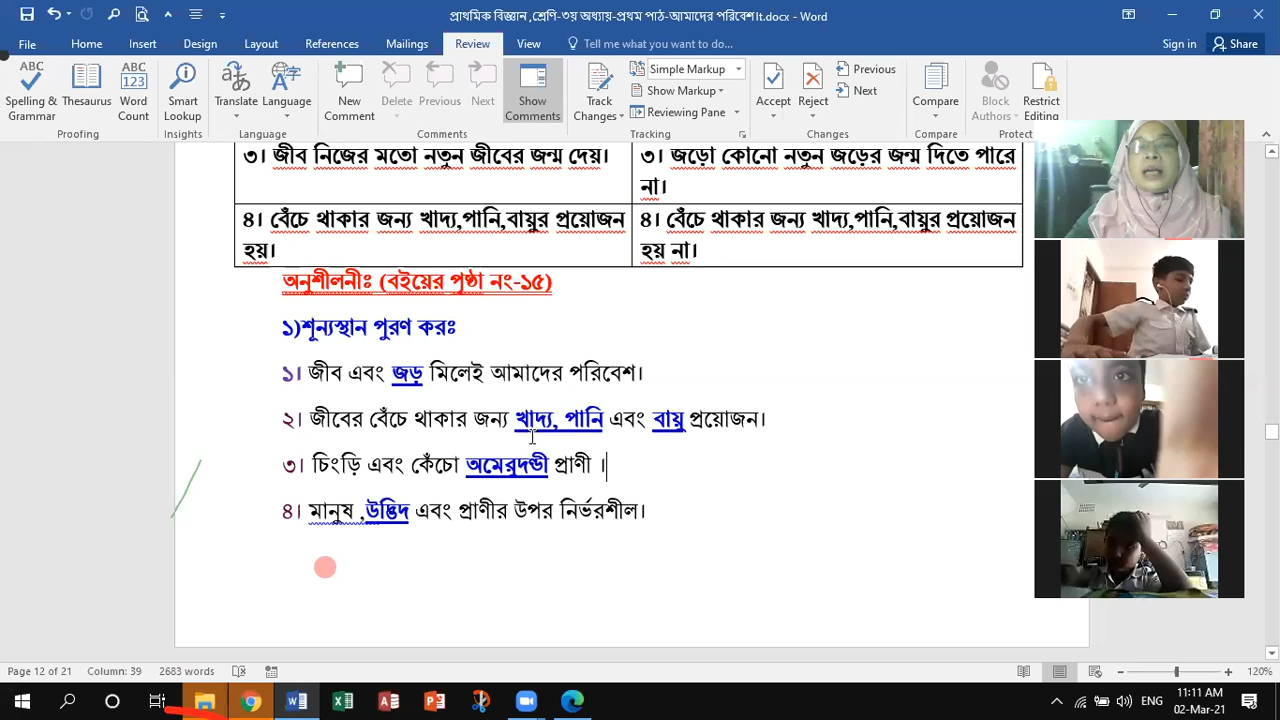 প্রাথমিক বিজ্ঞান ,শ্রেণি-৩য় অধ্যায়-প্রথম পাঠ-আমাদের পরিবেশlt.docx - Word
File Home Insert Design Layout References Mailings Review View Tell me what you want to do... Sign in Share
ABC ABC 123 Simple Markup Previous
Spelling & Grammar Thesaurus Word Count Smart Lookup Translate Language New Comment Delete Previous Next Show Comments Track Changes Show Markup Reviewing Pane Accept Reject Next Compare Block Authors Restrict Editing
Proofing Insights Language Comments Tracking Changes Compare Protect
৩। জীব নিজের মতো নতুন জীবের জন্ম দেয়।
৩। জড়ো কোনো নতুন জড়ের জন্ম দিতে পারে
না।
৪। বেঁচে থাকার জন্য খাদ্য,পানি,বায়ুর প্রয়োজন
হয়।
৪। বেঁচে থাকার জন্য খাদ্য,পানি,বায়ুর প্রয়োজন
হয় না।
অনুশীলনীঃ (বইয়ের পৃষ্ঠা নং-১৫)
১)শূন্যস্থান পুরণ করঃ
১। জীব এবং জড় মিলেই আমাদের পরিবেশ।
২। জীবের বেঁচে থাকার জন্য খাদ্য, পানি এবং বায়ু প্রয়োজন।
৩। চিংড়ি এবং কেঁচো অমেরুদন্ডী প্রাণী ।
৪। মানুষ ,উদ্ভিদ এবং প্রাণীর উপর নির্ভরশীল।
Page 12 of 21 Column: 39 2683 words 120%
ENG 11:11 AM
02-Mar-21